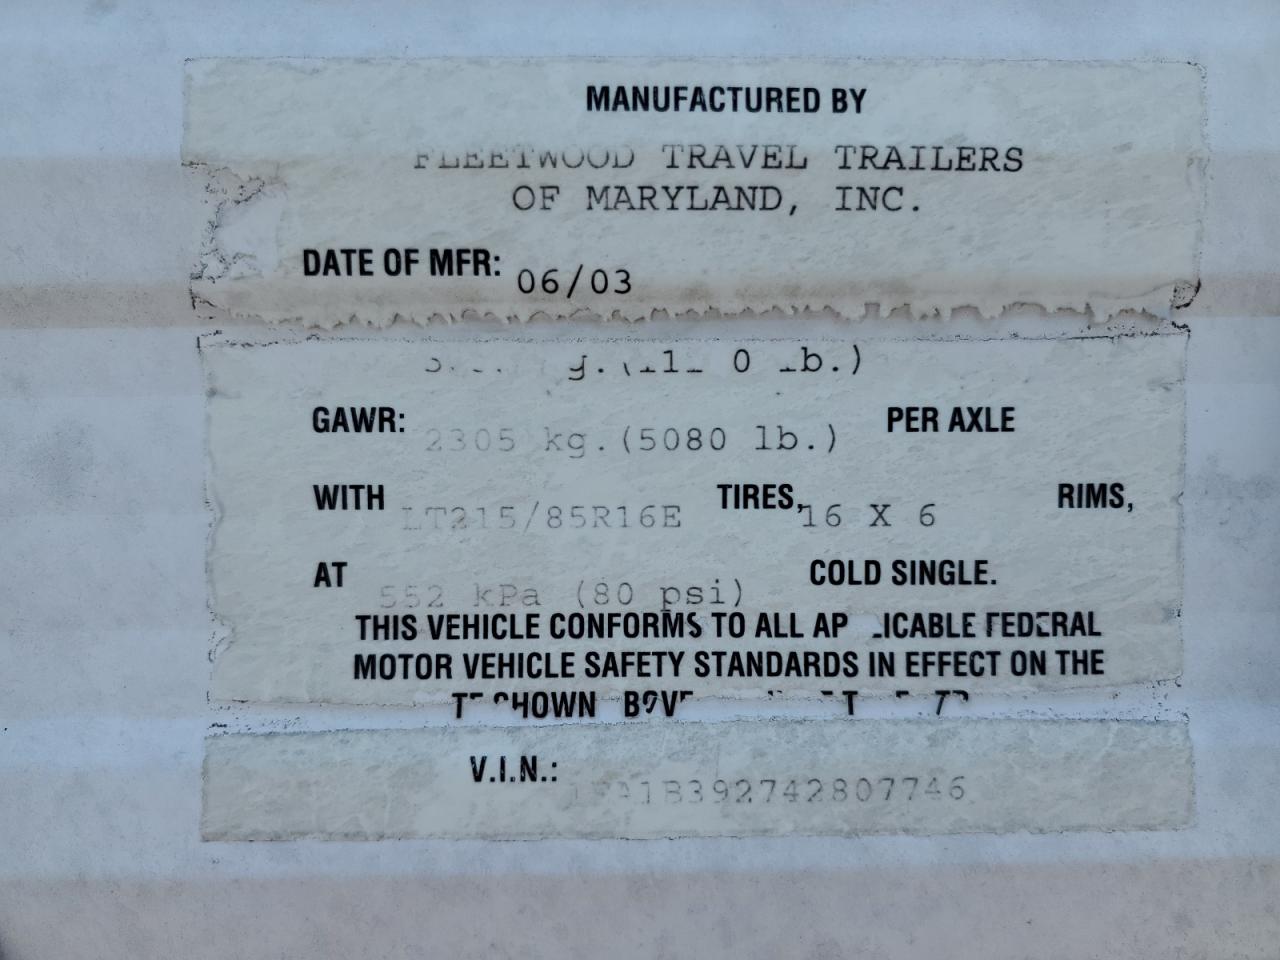 MANUFACTURED BY
FLEETWOOD TRAVEL TRAILERS
OF MARYLAND, INC.
DATE OF MFR: 06/03
GAWR: 2305 kg.(5080 lb.) PER AXLE
WITH LT215/85R16E TIRES, 16 X 6 RIMS,
AT 552 kPa (80 psi) COLD SINGLE.
THIS VEHICLE CONFORMS TO ALL AP LICABLE FEDERAL
MOTOR VEHICLE SAFETY STANDARDS IN EFFECT ON THE
SHOWN
V.I.N.: